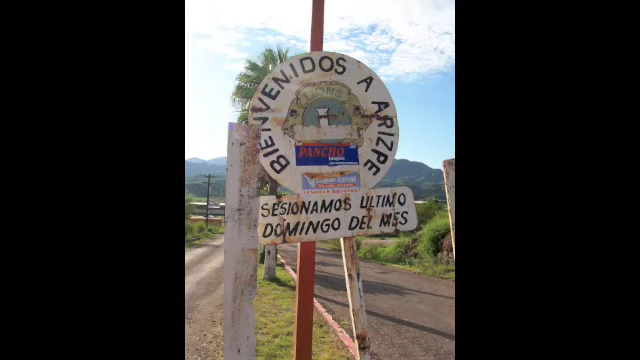 BIENVENIDOS A ARIZPE
LIONS
PANCHO
SESIONAMOS ULTIMO
DOMINGO DEL MES